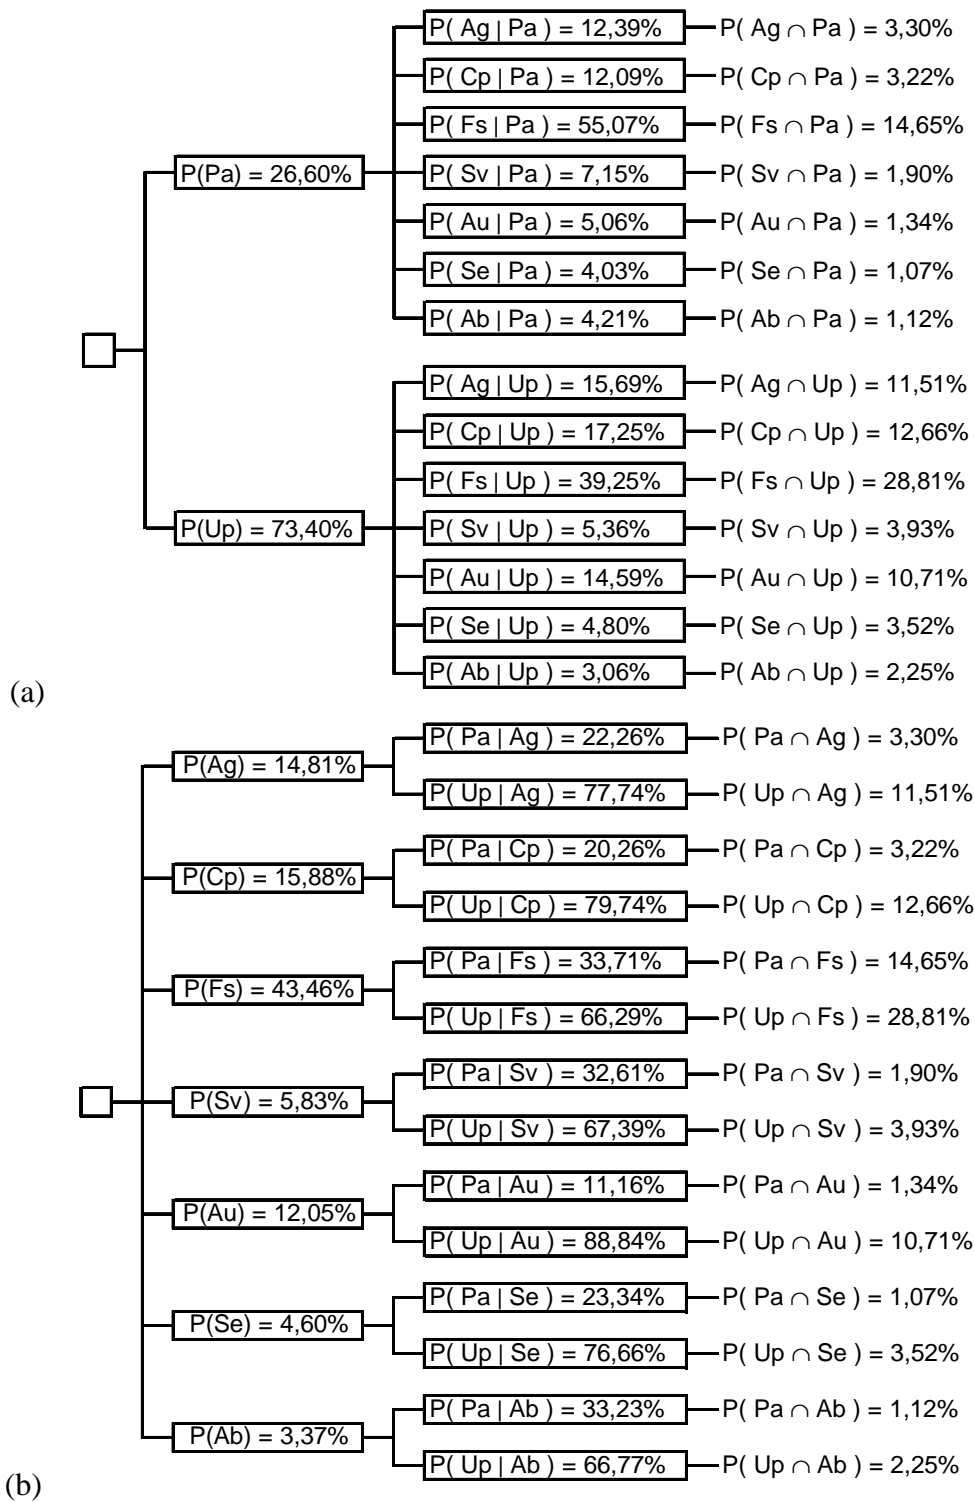 P( Ag | Pa ) = 12,39% P( Ag ∩ Pa ) = 3,30%
P( Cp | Pa ) = 12,09% P( Cp ∩ Pa ) = 3,22%
P( Fs | Pa ) = 55,07% P( Fs ∩ Pa ) = 14,65%
P(Pa) = 26,60% P( Sv | Pa ) = 7,15% P( Sv ∩ Pa ) = 1,90%
P( Au | Pa ) = 5,06% P( Au ∩ Pa ) = 1,34%
P( Se | Pa ) = 4,03% P( Se ∩ Pa ) = 1,07%
P( Ab | Pa ) = 4,21% P( Ab ∩ Pa ) = 1,12%
P( Ag | Up ) = 15,69% P( Ag ∩ Up ) = 11,51%
P( Cp | Up ) = 17,25% P( Cp ∩ Up ) = 12,66%
P( Fs | Up ) = 39,25% P( Fs ∩ Up ) = 28,81%
P(Up) = 73,40% P( Sv | Up ) = 5,36% P( Sv ∩ Up ) = 3,93%
P( Au | Up ) = 14,59% P( Au ∩ Up ) = 10,71%
P( Se | Up ) = 4,80% P( Se ∩ Up ) = 3,52%
P( Ab | Up ) = 3,06% P( Ab ∩ Up ) = 2,25%
(a)
P( Pa | Ag ) = 22,26% P( Pa ∩ Ag ) = 3,30%
P(Ag) = 14,81%
P( Up | Ag ) = 77,74% P( Up ∩ Ag ) = 11,51%
P( Pa | Cp ) = 20,26% P( Pa ∩ Cp ) = 3,22%
P(Cp) = 15,88%
P( Up | Cp ) = 79,74% P( Up ∩ Cp ) = 12,66%
P( Pa | Fs ) = 33,71% P( Pa ∩ Fs ) = 14,65%
P(Fs) = 43,46%
P( Up | Fs ) = 66,29% P( Up ∩ Fs ) = 28,81%
P( Pa | Sv ) = 32,61% P( Pa ∩ Sv ) = 1,90%
P(Sv) = 5,83%
P( Up | Sv ) = 67,39% P( Up ∩ Sv ) = 3,93%
P( Pa | Au ) = 11,16% P( Pa ∩ Au ) = 1,34%
P(Au) = 12,05%
P( Up | Au ) = 88,84% P( Up ∩ Au ) = 10,71%
P( Pa | Se ) = 23,34% P( Pa ∩ Se ) = 1,07%
P(Se) = 4,60%
P( Up | Se ) = 76,66% P( Up ∩ Se ) = 3,52%
P( Pa | Ab ) = 33,23% P( Pa ∩ Ab ) = 1,12%
P(Ab) = 3,37%
P( Up | Ab ) = 66,77% P( Up ∩ Ab ) = 2,25%
(b)